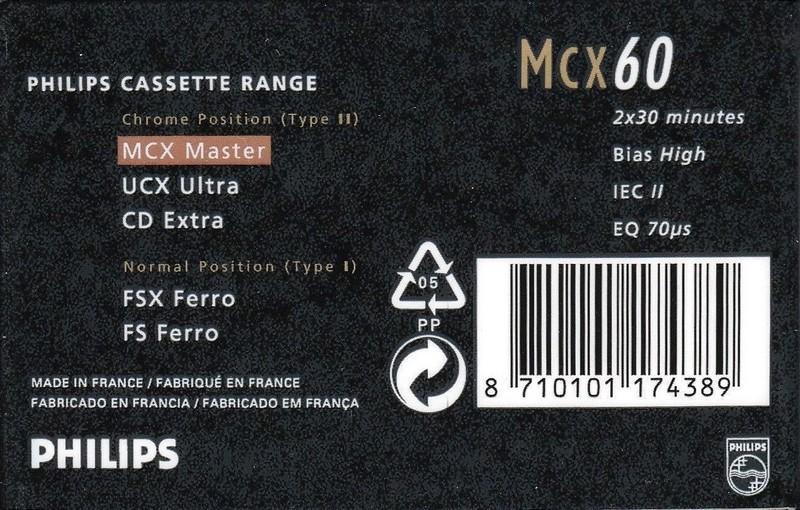 PHILIPS CASSETTE RANGE
Chrome Position (Type II)
MCX Master
UCX Ultra
CD Extra
Normal Position (Type I)
FSX Ferro
FS Ferro
MADE IN FRANCE / FABRIQUÉ EN FRANCE
FABRICADO EN FRANCIA / FABRICADO EM FRANÇA
PHILIPS
MCX60
2x30 minutes
Bias High
IEC II
EQ 70µs
05
PP
8 710101 174389
PHILIPS